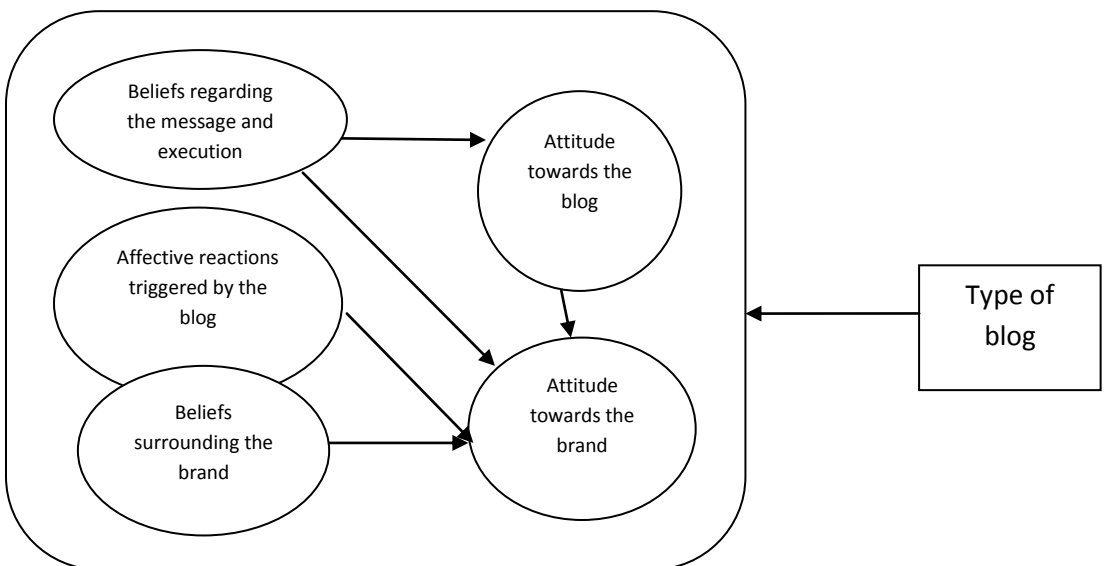 Beliefs regarding
the message and
execution
Attitude
towards the
blog
Affective reactions
triggered by the
blog
Type of
blog
Beliefs
surrounding the
brand
Attitude
towards the
brand